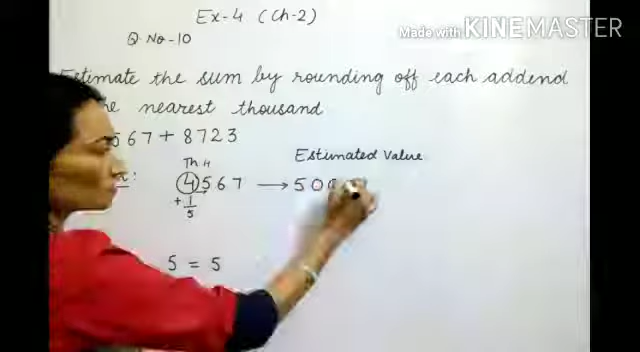 Made with KINEMASTER
Ex-4 (Ch-2)
Q. No-10
Estimate the sum by rounding off each addend
nearest thousand
567 + 8723
Estimated Value
Th H
4567 → 50
+ 1
5
5 = 5